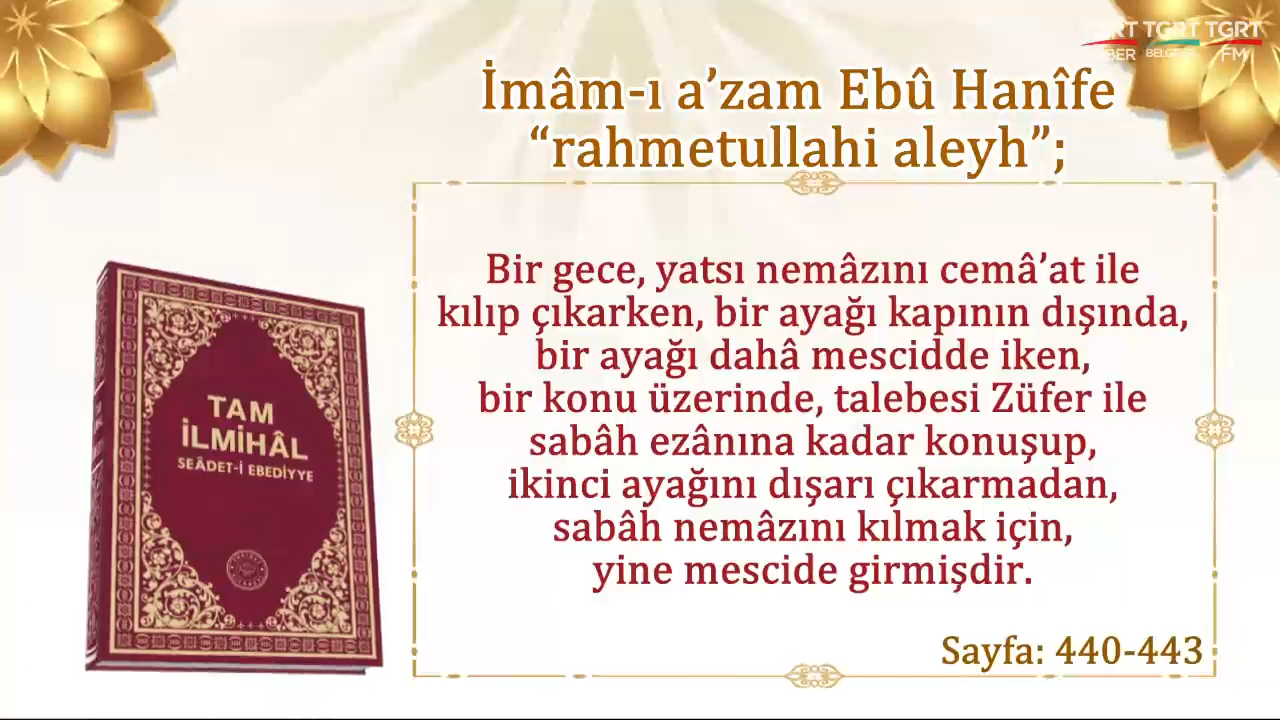 TGRT TGRT
BELGESEL FM
İmâm-ı a’zam Ebû Hanîfe
“rahmetullahi aleyh”;
Bir gece, yatsı nemâzını cemâ’at ile
kılıp çıkarken, bir ayağı kapının dışında,
bir ayağı dahâ mescidde iken,
bir konu üzerinde, talebesi Züfer ile
sabâh ezânına kadar konuşup,
ikinci ayağını dışarı çıkarmadan,
sabâh nemâzını kılmak için,
yine mescide girmişdir.
Sayfa: 440-443
TAM
İLMİHÂL
SEÂDET-İ EBEDİYYE